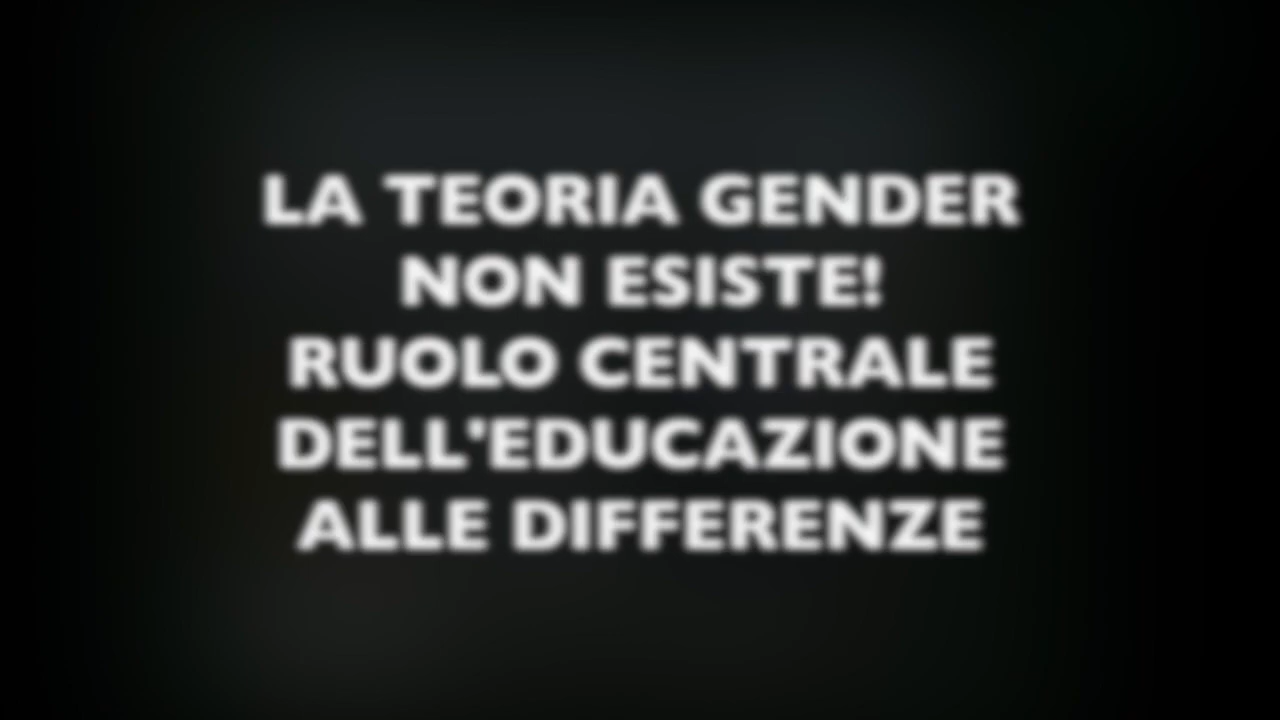 LA TEORIA GENDER
NON ESISTE!
RUOLO CENTRALE
DELL'EDUCAZIONE
ALLE DIFFERENZE